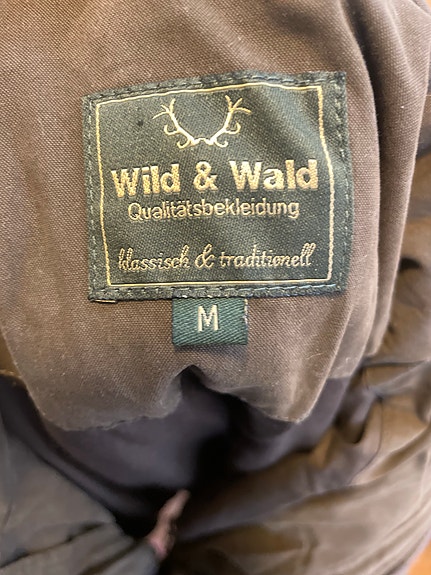 Wild & Wald
Qualitätsbekleidung
klassisch & traditionell
M